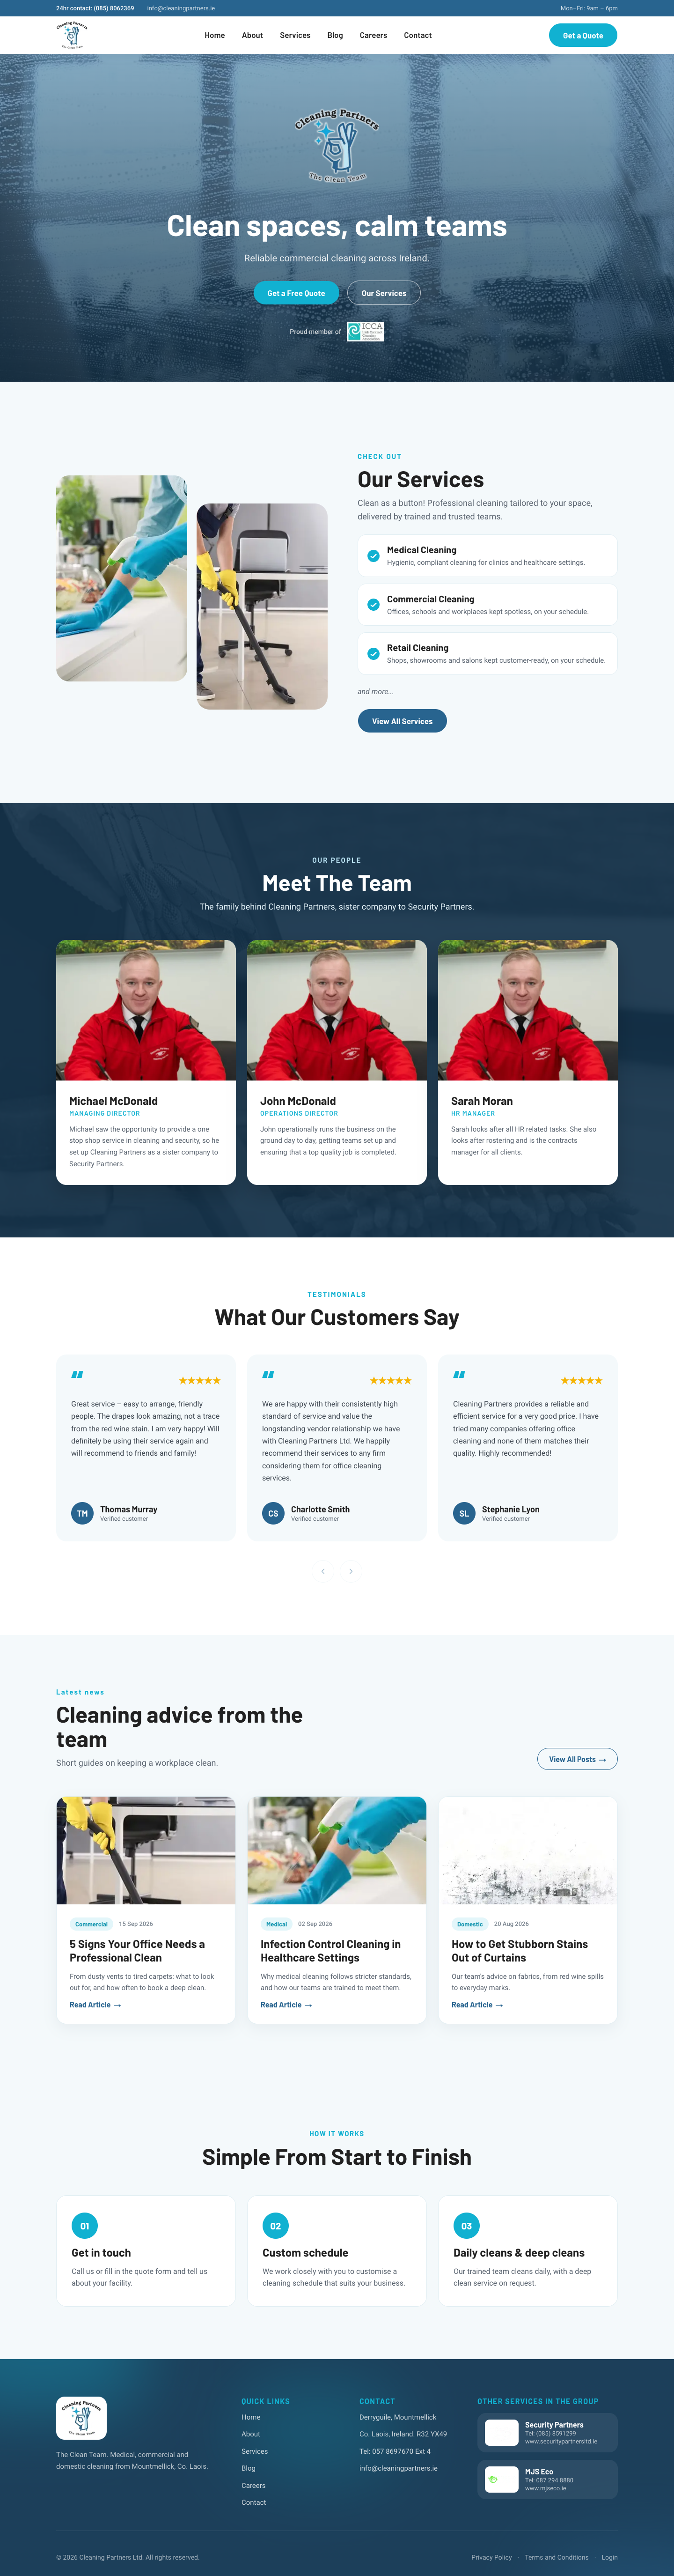 24hr contact: (085) 8062369
info@cleaningpartners.ie
Mon–Fri: 9am – 6pm
Cleaning Partners
The Clean Team
Home
About
Services
Blog
Careers
Contact
Get a Quote
Cleaning Partners
The Clean Team
Clean spaces, calm teams
Reliable commercial cleaning across Ireland.
Get a Free Quote
Our Services
Proud member of
ICCA
CHECK OUT
Our Services
Clean as a button! Professional cleaning tailored to your space,
delivered by trained and trusted teams.
Medical Cleaning
Hygienic, compliant cleaning for clinics and healthcare settings.
Commercial Cleaning
Offices, schools and workplaces kept spotless, on your schedule.
Retail Cleaning
Shops, showrooms and salons kept customer-ready, on your schedule.
and more...
View All Services
OUR PEOPLE
Meet The Team
The family behind Cleaning Partners, sister company to Security Partners.
Michael McDonald
MANAGING DIRECTOR
Michael saw the opportunity to provide a one
stop shop service in cleaning and security, so he
set up Cleaning Partners as a sister company to
Security Partners.
John McDonald
OPERATIONS DIRECTOR
John operationally runs the business on the
ground day to day, getting teams set up and
ensuring that a top quality job is completed.
Sarah Moran
HR MANAGER
Sarah looks after all HR related tasks. She also
looks after rostering and is the contracts
manager for all clients.
TESTIMONIALS
What Our Customers Say
Great service – easy to arrange, friendly
people. The drapes look amazing, not a trace
from the red wine stain. I am very happy! Will
definitely be using their service again and
will recommend to friends and family!
Thomas Murray
TM
Verified customer
We are happy with their consistently high
standard of service and value the
longstanding vendor relationship we have
with Cleaning Partners Ltd. We happily
recommend their services to any firm
considering them for office cleaning
services.
Charlotte Smith
CS
Verified customer
Cleaning Partners provides a reliable and
efficient service for a very good price. I have
tried many companies offering office
cleaning and none of them matches their
quality. Highly recommended!
Stephanie Lyon
SL
Verified customer
Latest news
Cleaning advice from the
team
Short guides on keeping a workplace clean.
View All Posts →
Commercial
15 Sep 2026
5 Signs Your Office Needs a
Professional Clean
From dusty vents to tired carpets: what to look
out for, and how often to book a deep clean.
Read Article →
Medical
02 Sep 2026
Infection Control Cleaning in
Healthcare Settings
Why medical cleaning follows stricter standards,
and how our teams are trained to meet them.
Read Article →
Domestic
20 Aug 2026
How to Get Stubborn Stains
Out of Curtains
Our team's advice on fabrics, from red wine spills
to everyday marks.
Read Article →
HOW IT WORKS
Simple From Start to Finish
01
Get in touch
Call us or fill in the quote form and tell us
about your facility.
02
Custom schedule
We work closely with you to customise a
cleaning schedule that suits your business.
03
Daily cleans & deep cleans
Our trained team cleans daily, with a deep
clean service on request.
Cleaning Partners
The Clean Team
The Clean Team. Medical, commercial and
domestic cleaning from Mountmellick, Co. Laois.
QUICK LINKS
Home
About
Services
Blog
Careers
Contact
CONTACT
Derryguile, Mountmellick
Co. Laois, Ireland. R32 YX49
Tel: 057 8697670 Ext 4
info@cleaningpartners.ie
OTHER SERVICES IN THE GROUP
Security Partners
Tel: (085) 8591299
www.securitypartnersltd.ie
MJS Eco
Tel: 087 294 8880
www.mjseco.ie
© 2026 Cleaning Partners Ltd. All rights reserved.
Privacy Policy
Terms and Conditions
Login